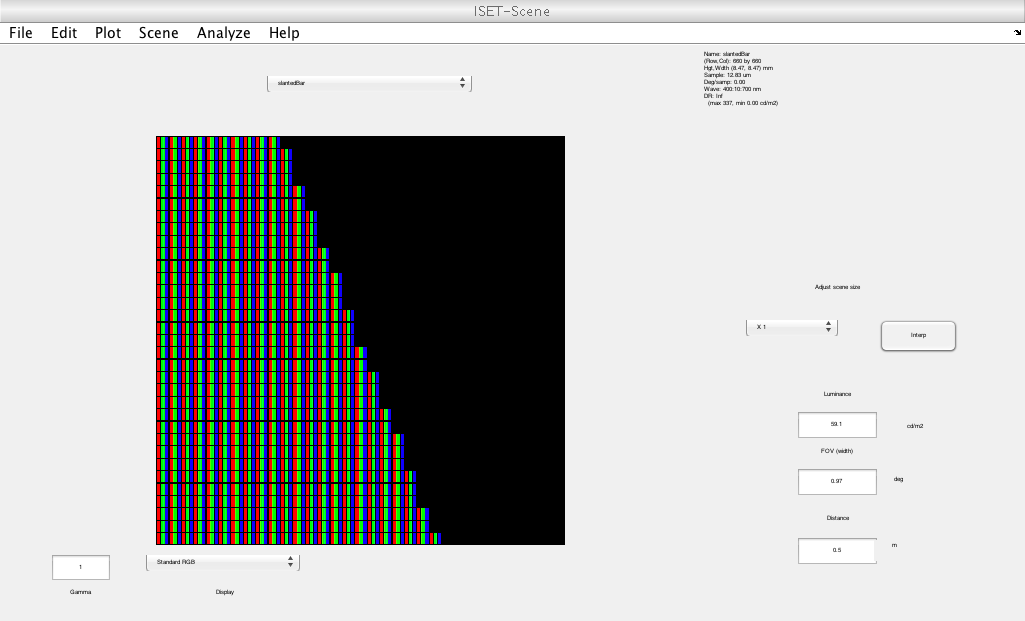 ISET-Scene
File Edit Plot Scene Analyze Help
slantedBar
Name: slantedBar
(Row,Col): 660 by 660
Hgt,Wdth (8.47, 8.47) mm
Sample: 12.83 um
Deg/samp: 0.00
Wave: 400:10:700 nm
DR: Inf
(max 337, min 0.00 cd/m2)
Adjust scene size
X 1
Interp
Luminance
59.1
cd/m2
FOV (width)
0.97
deg
Distance
0.5
m
1
Standard RGB
Gamma
Display